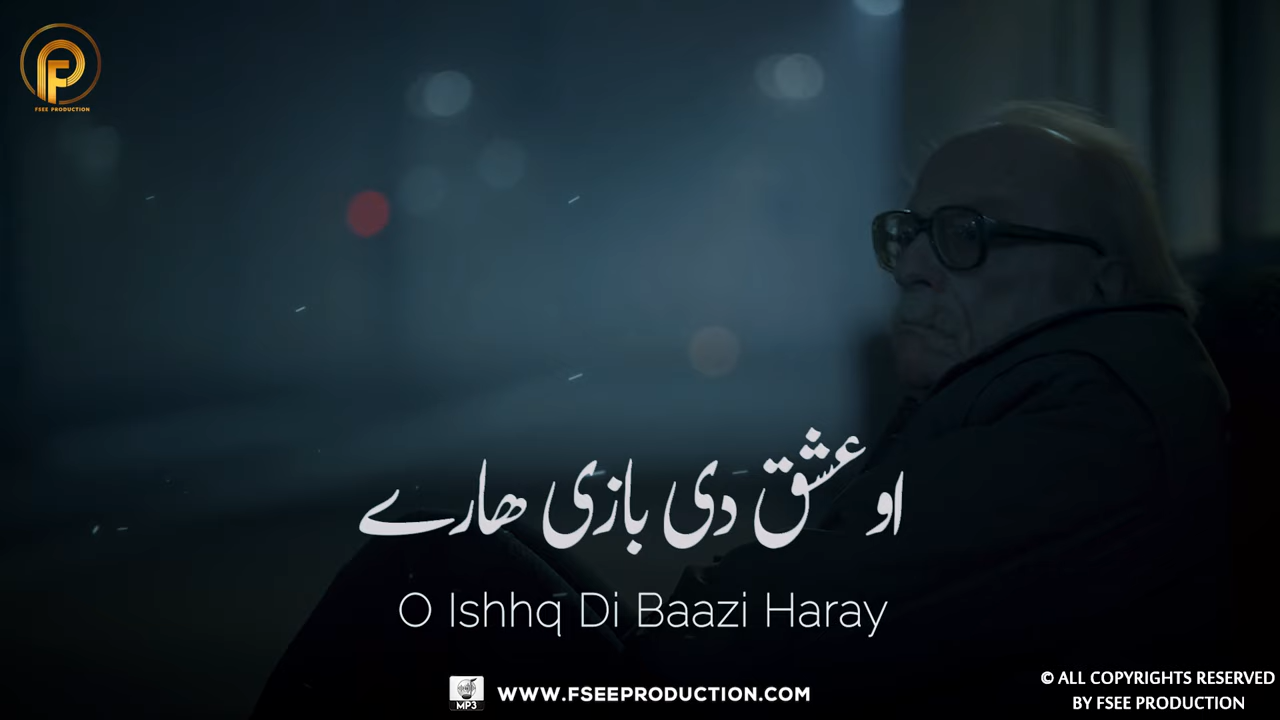 FSEE PRODUCTION
او عشق دی بازی ھارے
O Ishhq Di Baazi Haray
MP3
WWW.FSEEPRODUCTION.COM
© ALL COPYRIGHTS RESERVED
BY FSEE PRODUCTION